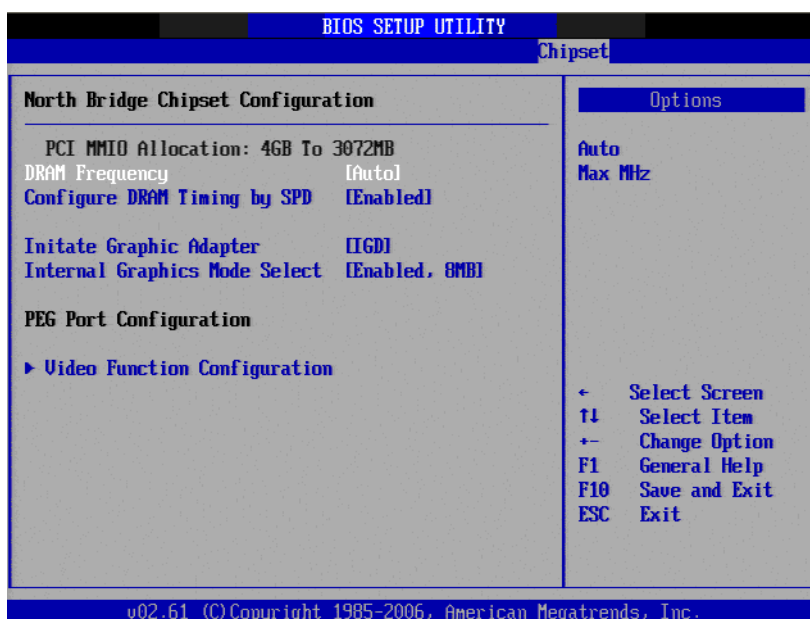 BIOS SETUP UTILITY
Chipset
North Bridge Chipset Configuration
PCI MMIO Allocation: 4GB To 3072MB
DRAM Frequency [Auto]
Configure DRAM Timing by SPD [Enabled]
Initate Graphic Adapter [IGD]
Internal Graphics Mode Select [Enabled, 8MB]
PEG Port Configuration
▶ Video Function Configuration
Options
Auto
Max MHz
← Select Screen
↑↓ Select Item
+- Change Option
F1 General Help
F10 Save and Exit
ESC Exit
v02.61 (C)Copyright 1985-2006, American Megatrends, Inc.